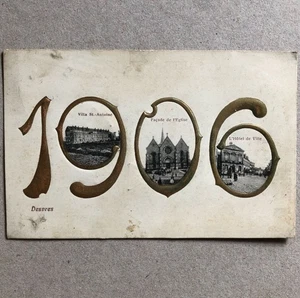 Villa St-Antoine
Façade de l'Eglise
L'Hôtel de Ville
1906
Desvres